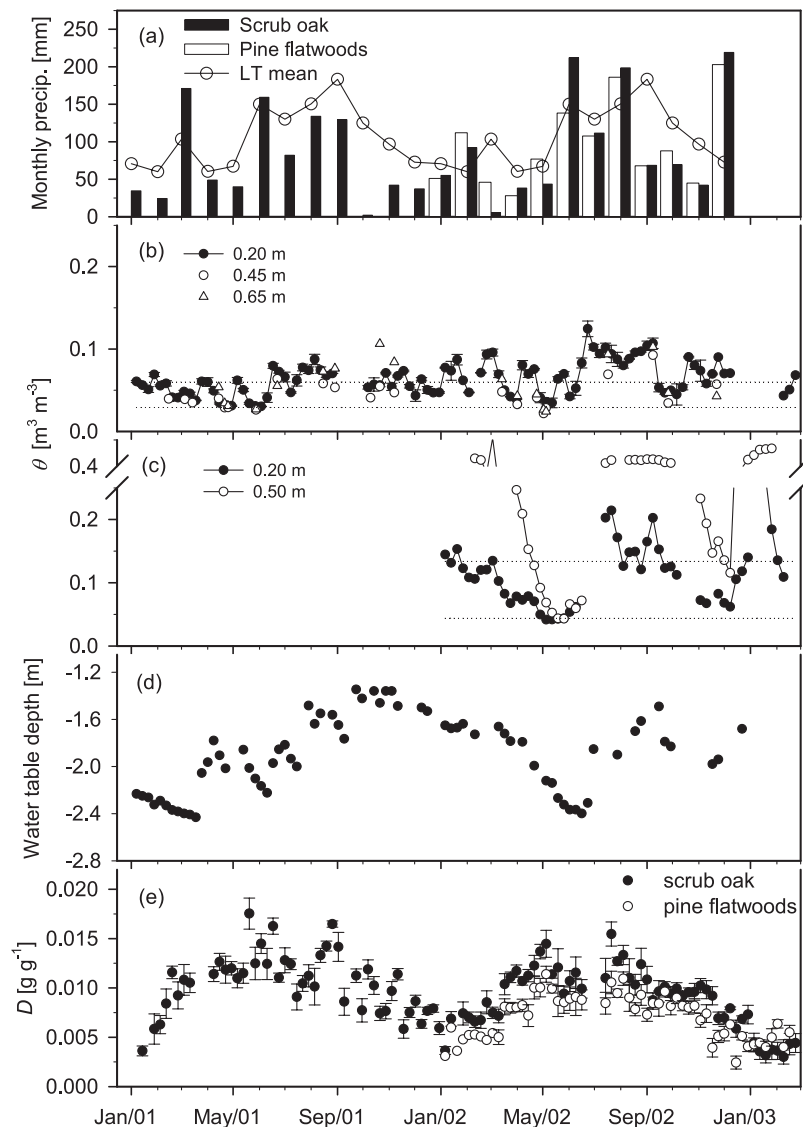 (a)
Scrub oak
Pine flatwoods
LT mean
Monthly precip. [mm]
250
200
150
100
50
0
(b)
0.20 m
0.45 m
0.65 m
0.2
0.1
0.0
θ [m³ m⁻³]
(c)
0.20 m
0.50 m
0.4
0.2
0.1
0.0
(d)
Water table depth [m]
-1.2
-1.6
-2.0
-2.4
-2.8
(e)
scrub oak
pine flatwoods
D [g g⁻¹]
0.020
0.015
0.010
0.005
0.000
Jan/01 May/01 Sep/01 Jan/02 May/02 Sep/02 Jan/03